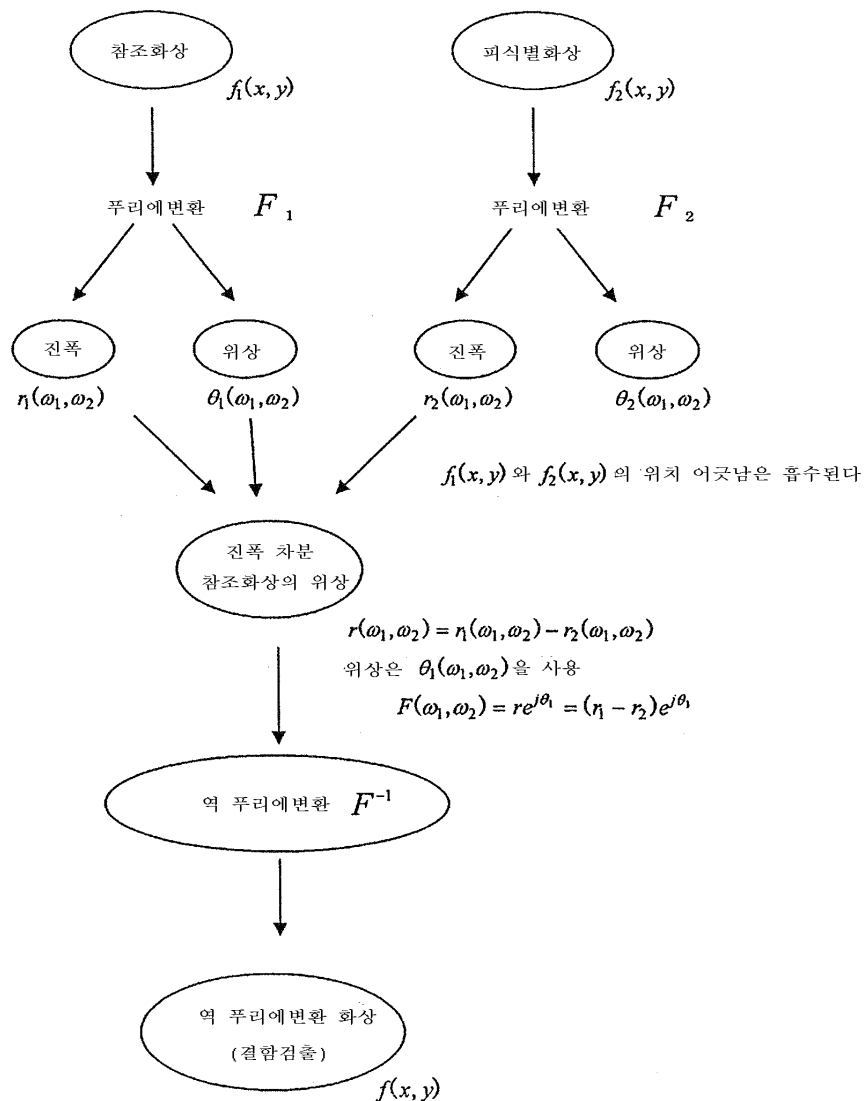 참조화상
피식별화상
f₁(x, y)
f₂(x, y)
푸리에변환 F ₁
푸리에변환 F ₂
진폭
위상
진폭
위상
r₁(ω₁,ω₂)
θ₁(ω₁,ω₂)
r₂(ω₁,ω₂)
θ₂(ω₁,ω₂)
f₁(x, y)와 f₂(x, y)의 위치 어긋남은 흡수된다
진폭 차분
참조화상의 위상
r(ω₁,ω₂) = r₁(ω₁,ω₂) − r₂(ω₁,ω₂)
위상은 θ₁(ω₁,ω₂)을 사용
F(ω₁,ω₂) = re^{jθ₁} = (r₁ − r₂)e^{jθ₁}
역 푸리에변환 F⁻¹
역 푸리에변환 화상
(결함검출)
f(x, y)